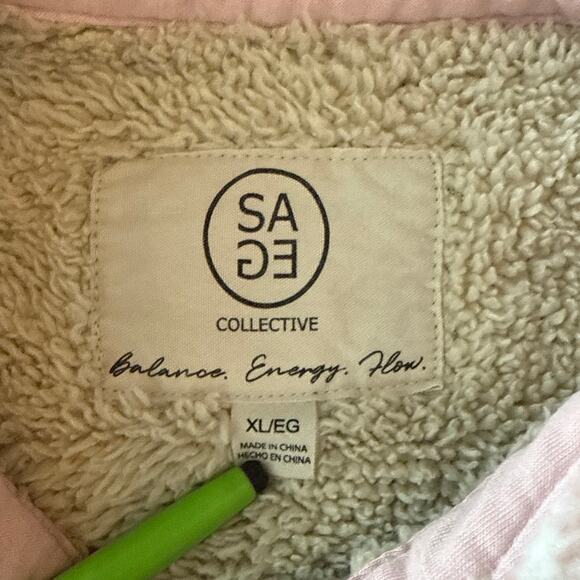 SA
GE
COLLECTIVE
Balance. Energy. Flow.
XL/EG
MADE IN CHINA
HECHO EN CHINA